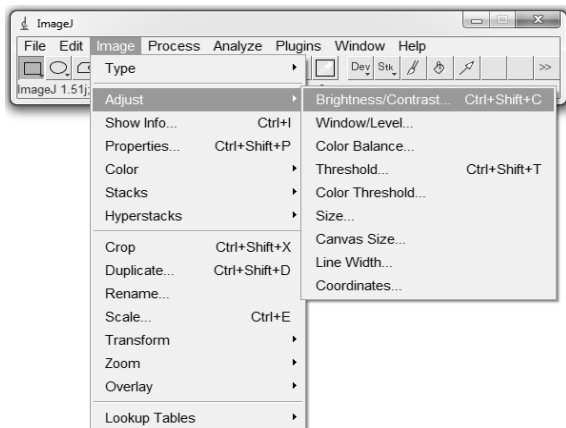 ImageJ
File Edit Image Process Analyze Plugins Window Help
Dev Stk >>
ImageJ 1.51j;
Type
Adjust
Show Info... Ctrl+I
Properties... Ctrl+Shift+P
Color
Stacks
Hyperstacks
Crop Ctrl+Shift+X
Duplicate... Ctrl+Shift+D
Rename...
Scale... Ctrl+E
Transform
Zoom
Overlay
Lookup Tables
Brightness/Contrast... Ctrl+Shift+C
Window/Level...
Color Balance...
Threshold... Ctrl+Shift+T
Color Threshold...
Size...
Canvas Size...
Line Width...
Coordinates...